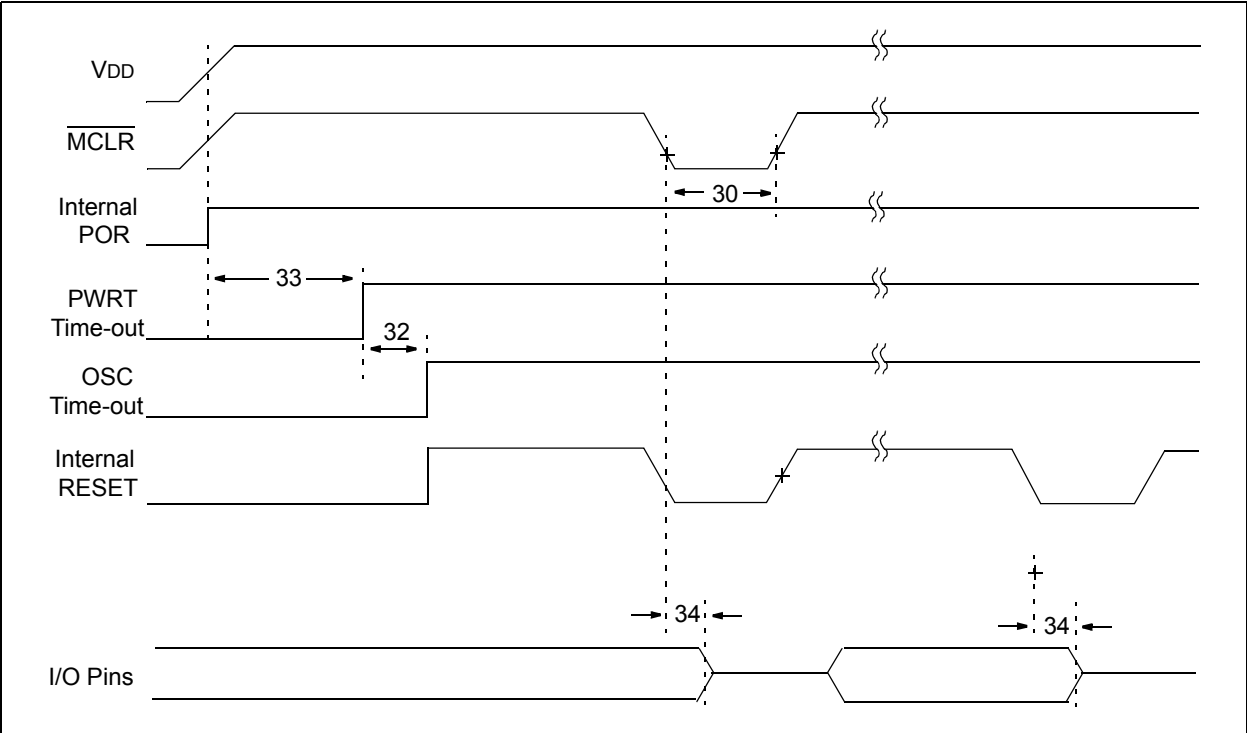 VDD
MCLR
30
Internal
POR
33
PWRT
Time-out
32
OSC
Time-out
Internal
RESET
34
34
I/O Pins